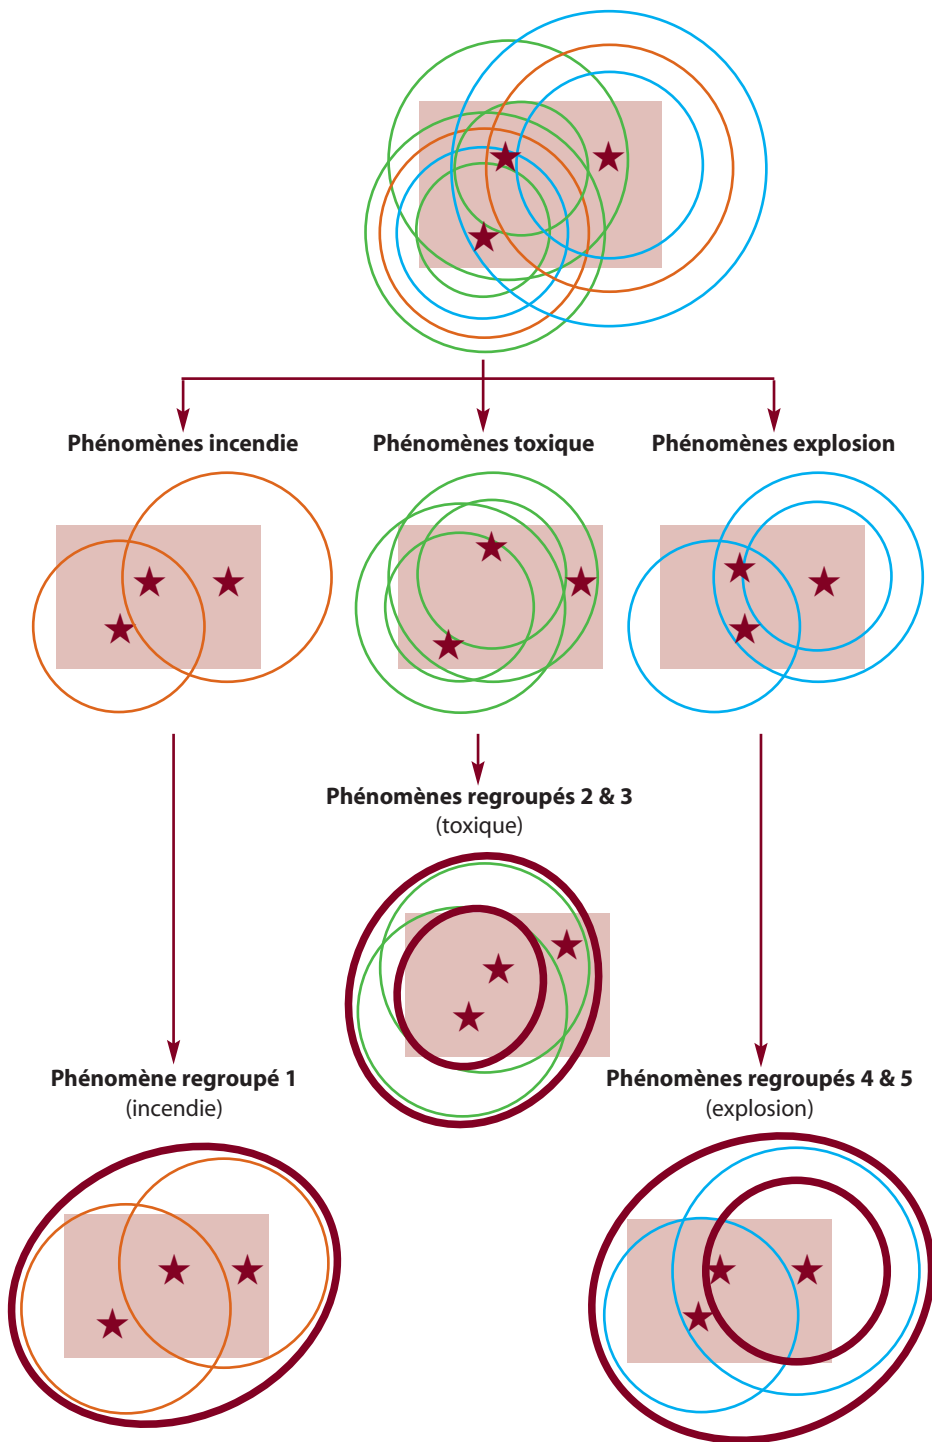 Phénomènes incendie
Phénomènes toxique
Phénomènes explosion
Phénomènes regroupés 2 & 3
(toxique)
Phénomène regroupé 1
(incendie)
Phénomènes regroupés 4 & 5
(explosion)